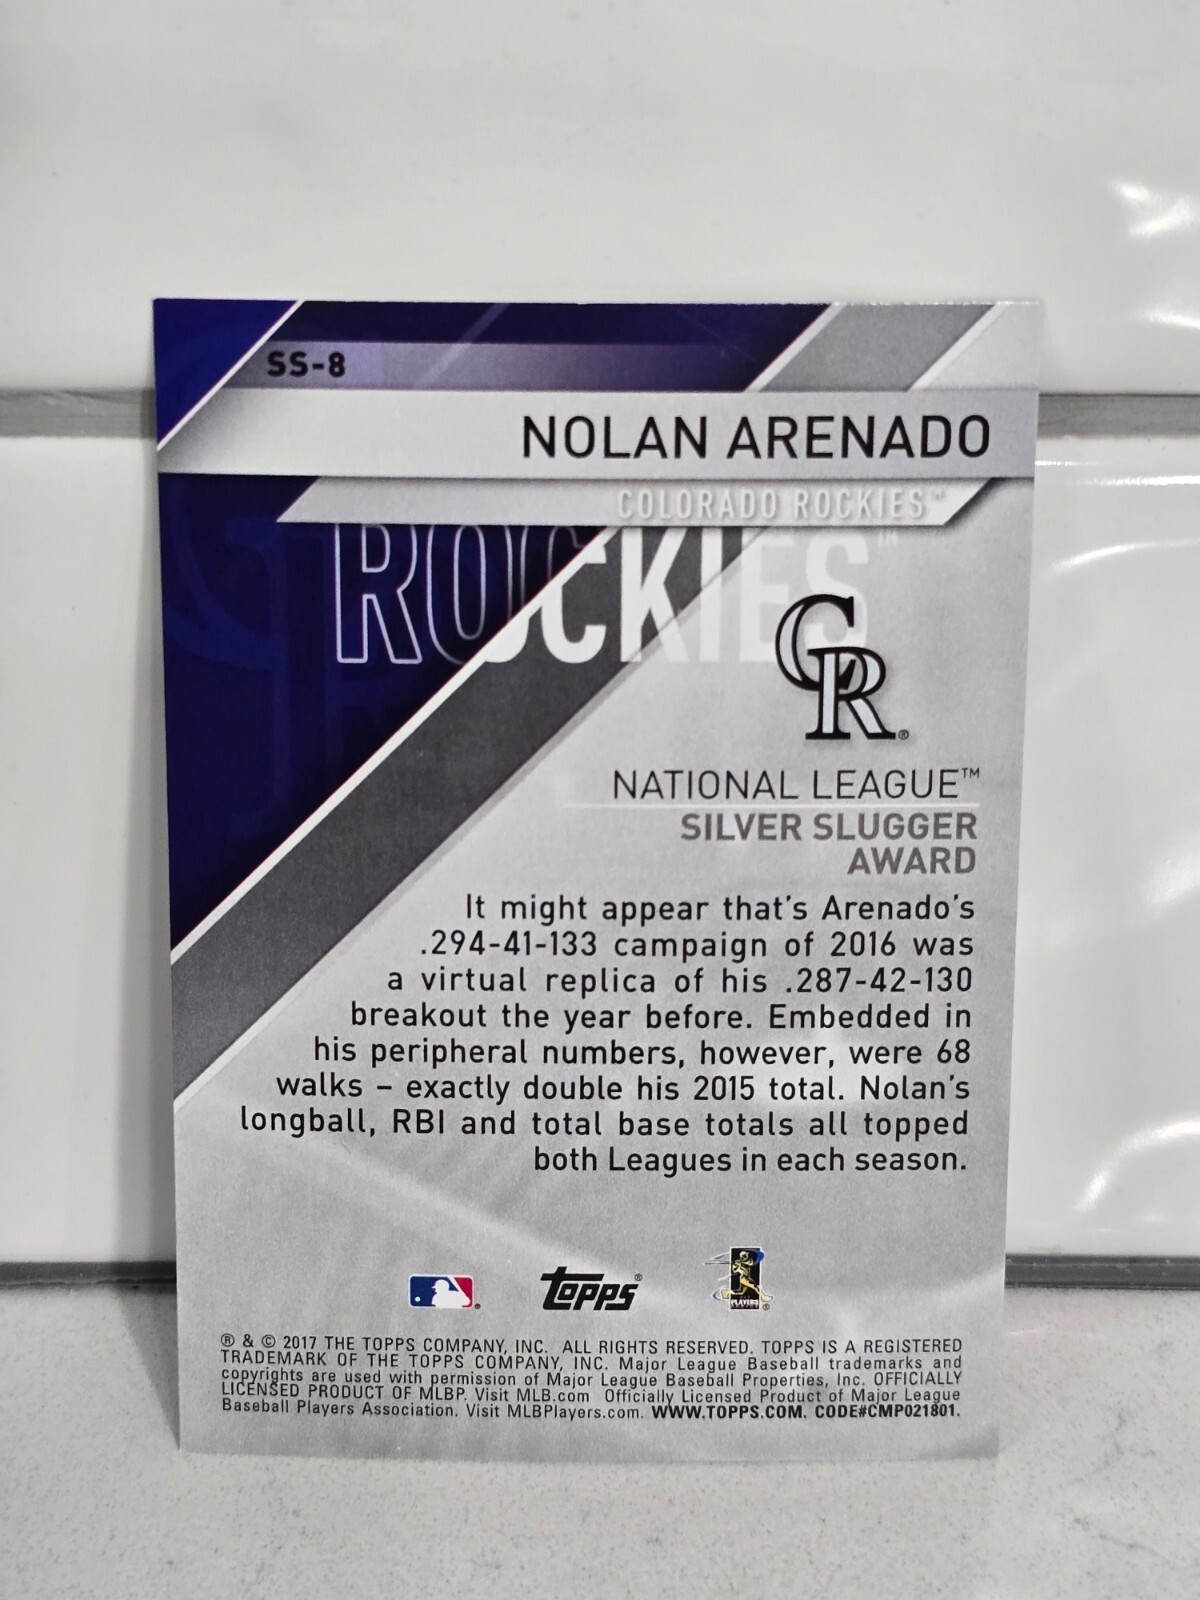 SS-8
NOLAN ARENADO
COLORADO ROCKIES™
ROCKIES™
CR®
NATIONAL LEAGUE™
SILVER SLUGGER
AWARD
It might appear that's Arenado's
.294-41-133 campaign of 2016 was
a virtual replica of his .287-42-130
breakout the year before. Embedded in
his peripheral numbers, however, were 68
walks – exactly double his 2015 total. Nolan's
longball, RBI and total base totals all topped
both Leagues in each season.
topps®
PLAYERS
® & © 2017 THE TOPPS COMPANY, INC. ALL RIGHTS RESERVED. TOPPS IS A REGISTERED
TRADEMARK OF THE TOPPS COMPANY, INC. Major League Baseball trademarks and
copyrights are used with permission of Major League Baseball Properties, Inc. OFFICIALLY
LICENSED PRODUCT OF MLBP. Visit MLB.com Officially Licensed Product of Major League
Baseball Players Association. Visit MLBPlayers.com. WWW.TOPPS.COM. CODE#CMP021801.